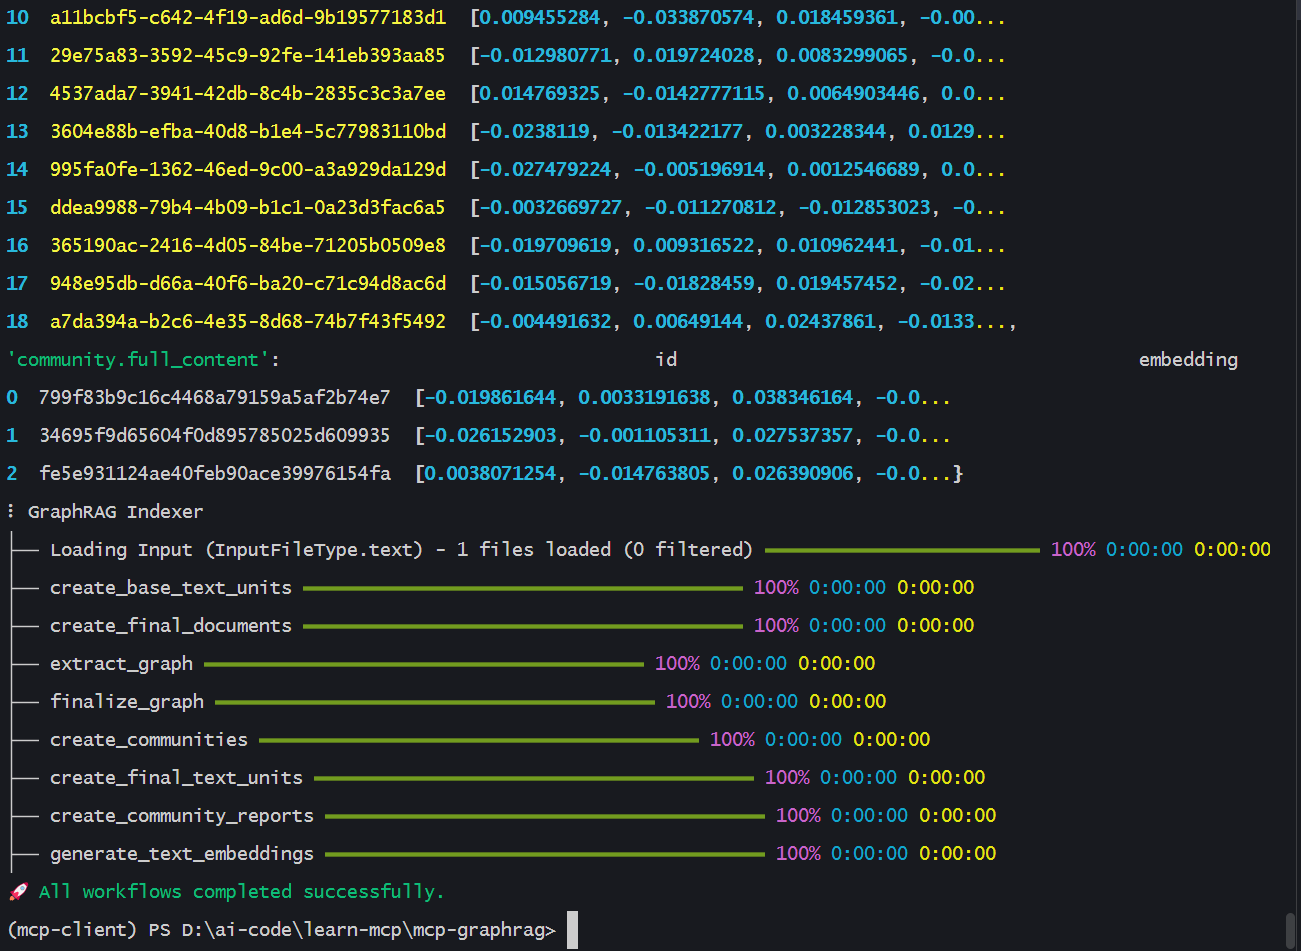 10 a11bcbf5-c642-4f19-ad6d-9b19577183d1 [0.009455284, -0.033870574, 0.018459361, -0.00...
11 29e75a83-3592-45c9-92fe-141eb393aa85 [-0.012980771, 0.019724028, 0.0083299065, -0.0...
12 4537ada7-3941-42db-8c4b-2835c3c3a7ee [0.014769325, -0.0142777115, 0.0064903446, 0.0...
13 3604e88b-efba-40d8-b1e4-5c77983110bd [-0.0238119, -0.013422177, 0.003228344, 0.0129...
14 995fa0fe-1362-46ed-9c00-a3a929da129d [-0.027479224, -0.005196914, 0.0012546689, 0.0...
15 ddea9988-79b4-4b09-b1c1-0a23d3fac6a5 [-0.0032669727, -0.011270812, -0.012853023, -0...
16 365190ac-2416-4d05-84be-71205b0509e8 [-0.019709619, 0.009316522, 0.010962441, -0.01...
17 948e95db-d66a-40f6-ba20-c71c94d8ac6d [-0.015056719, -0.01828459, 0.019457452, -0.02...
18 a7da394a-b2c6-4e35-8d68-74b7f43f5492 [-0.004491632, 0.00649144, 0.02437861, -0.0133...,
'community.full_content': id embedding
0 799f83b9c16c4468a79159a5af2b74e7 [-0.019861644, 0.0033191638, 0.038346164, -0.0...
1 34695f9d65604f0d895785025d609935 [-0.026152903, -0.001105311, 0.027537357, -0.0...
2 fe5e931124ae40feb90ace39976154fa [0.0038071254, -0.014763805, 0.026390906, -0.0...}
⠇ GraphRAG Indexer
├── Loading Input (InputFileType.text) - 1 files loaded (0 filtered) 100% 0:00:00 0:00:00
├── create_base_text_units 100% 0:00:00 0:00:00
├── create_final_documents 100% 0:00:00 0:00:00
├── extract_graph 100% 0:00:00 0:00:00
├── finalize_graph 100% 0:00:00 0:00:00
├── create_communities 100% 0:00:00 0:00:00
├── create_final_text_units 100% 0:00:00 0:00:00
├── create_community_reports 100% 0:00:00 0:00:00
├── generate_text_embeddings 100% 0:00:00 0:00:00
🚀 All workflows completed successfully.
(mcp-client) PS D:\ai-code\learn-mcp\mcp-graphrag>